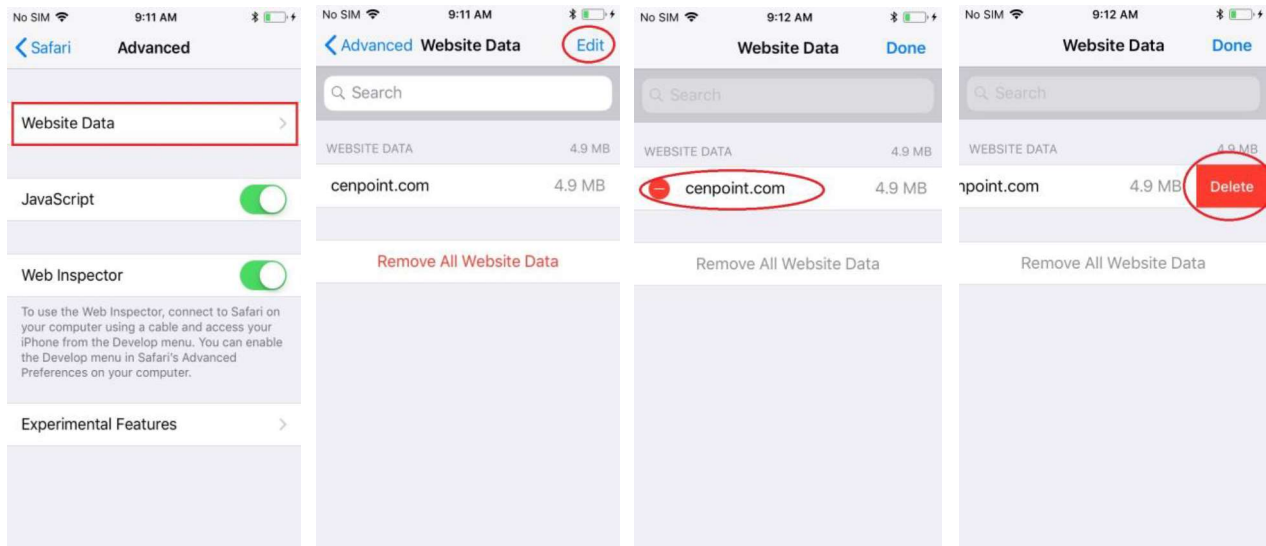 No SIM 9:11 AM
Safari Advanced
Website Data
JavaScript
Web Inspector
To use the Web Inspector, connect to Safari on
your computer using a cable and access your
iPhone from the Develop menu. You can enable
the Develop menu in Safari's Advanced
Preferences on your computer.
Experimental Features
No SIM 9:11 AM
Advanced Website Data Edit
Search
WEBSITE DATA 4.9 MB
cenpoint.com 4.9 MB
Remove All Website Data
No SIM 9:12 AM
Website Data Done
Search
WEBSITE DATA 4.9 MB
cenpoint.com 4.9 MB
Remove All Website Data
No SIM 9:12 AM
Website Data Done
Search
WEBSITE DATA 4.9 MB
npoint.com 4.9 MB Delete
Remove All Website Data